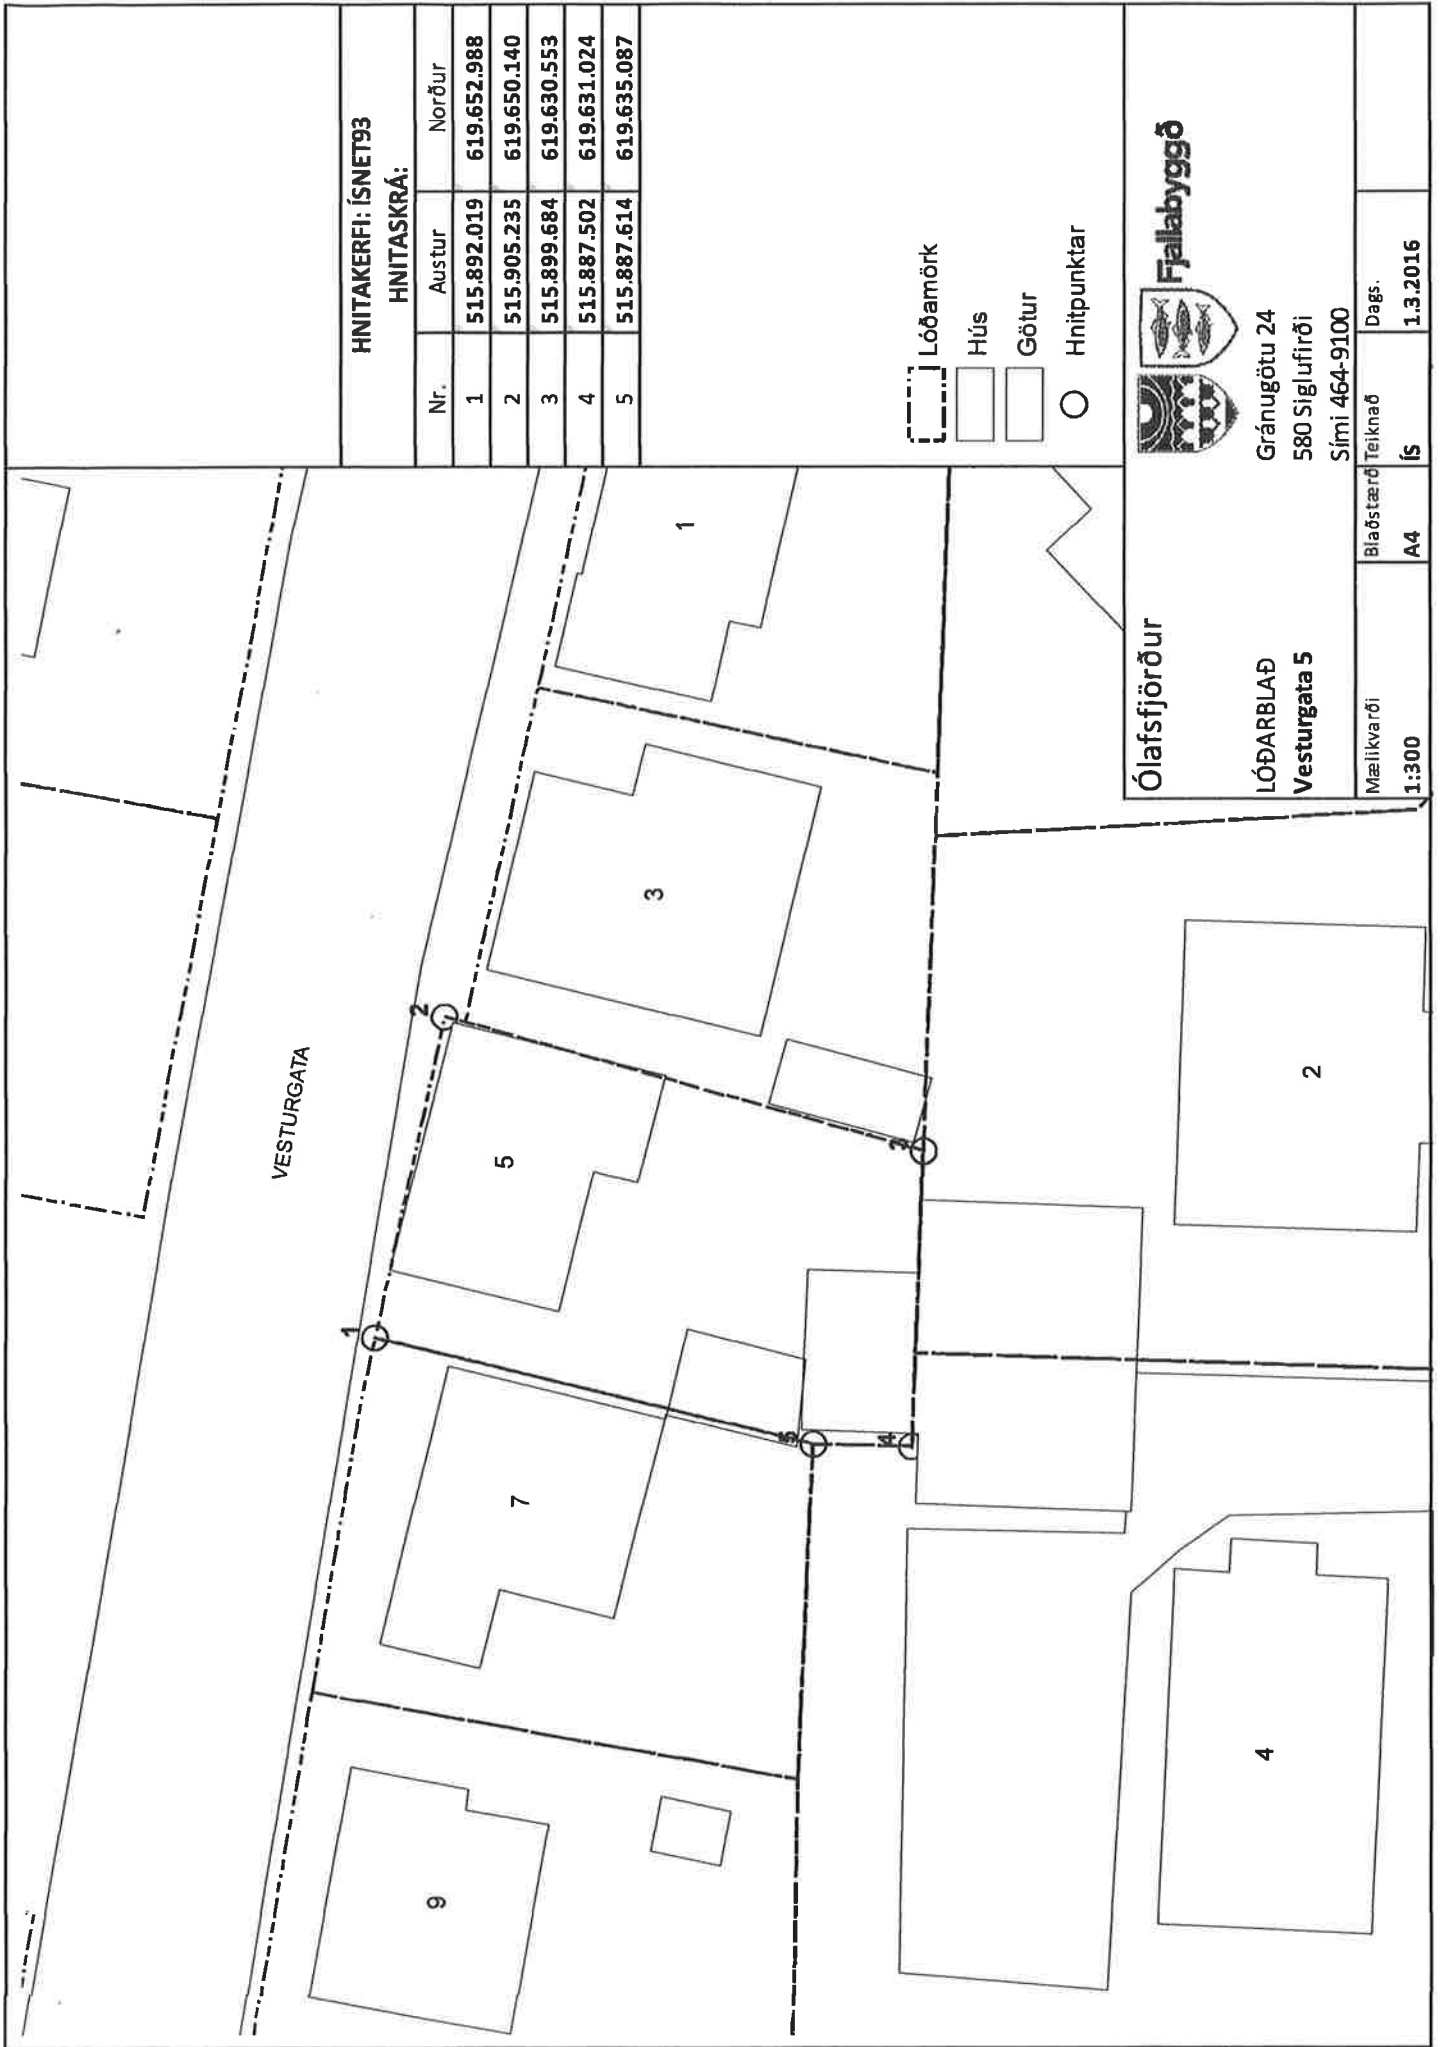 VESTURGATA
1
2
3
4
5
9
7
5
3
1
4
2
HNITAKERFI: ÍSNET93
HNITASKRÁ:
Nr. Austur Norður
1 515.892.019 619.652.988
2 515.905.235 619.650.140
3 515.899.684 619.630.553
4 515.887.502 619.631.024
5 515.887.614 619.635.087
Lóðamörk
Hús
Götur
Hnitpunktar
Ólafsfjörður
LÓÐARBLAÐ
Vesturgata 5
Fjallabyggð
Gránugötu 24
580 Siglufirði
Sími 464-9100
Mælikvarði Blaðstærð Teiknað Dags.
1:300 A4 ÍS 1.3.2016